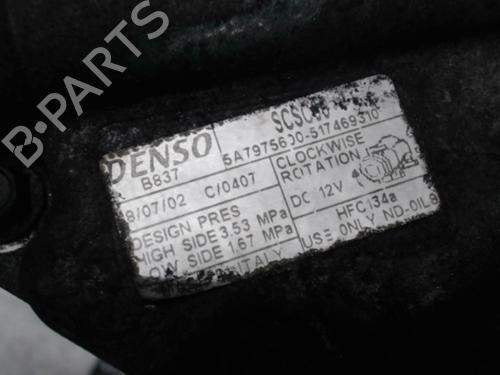 B-PARTS
DENSO
B837
8/07/02 C/0407
DESIGN PRES
HIGH SIDE 3.53 MPa
LOW SIDE 1.67 MPa
ITALY
5A7975600-517469310
CLOCKWISE
ROTATION
DC 12V
HFC134a
USE ONLY ND-OIL8